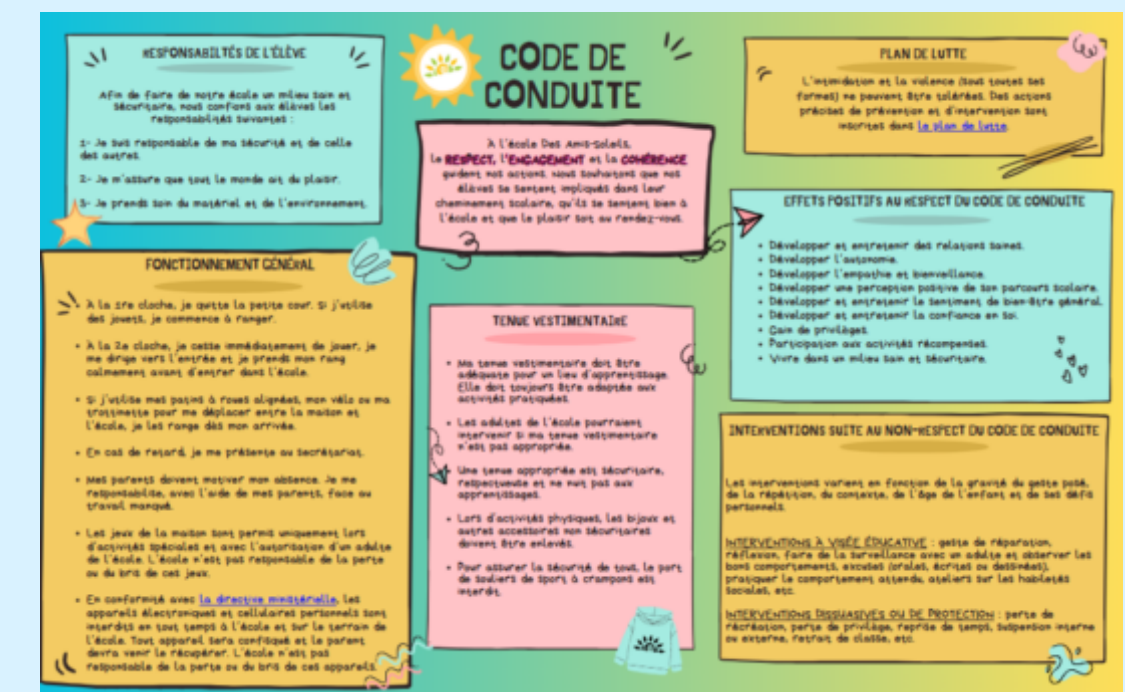 RESPONSABILTÉS DE L'ÉLÈVE
Afin de faire de notre école un milieu sain et
sécuritaire, nous confions aux élèves les
responsabilités suivantes :
1- Je suis responsable de ma sécurité et de celle
des autres.
2- Je m'assure que tout le monde ait du plaisir.
3- Je prends soin du matériel et de l'environnement.
CODE DE
CONDUITE
À l'école Des Amis-Soleils,
le RESPECT, l'ENGAGEMENT et la COHÉRENCE
guident nos actions. Nous souhaitons que nos
élèves se sentent impliqués dans leur
cheminement scolaire, qu'ils se sentent bien à
l'école et que le plaisir soit au rendez-vous.
PLAN DE LUTTE
L'intimidation et la violence (sous toutes ses
formes) ne peuvent être tolérées. Des actions
précises de prévention et d'intervention sont
inscrites dans le plan de lutte.
FONCTIONNEMENT GÉNÉRAL
• À la 1re cloche, je quitte la petite cour. Si j'utilise
des jouets, je commence à ranger.
• À la 2e cloche, je cesse immédiatement de jouer, je
me dirige vers l'entrée et je prends mon rang
calmement avant d'entrer dans l'école.
• Si j'utilise mes patins à roues alignées, mon vélo ou ma
trottinette pour me déplacer entre la maison et
l'école, je les range dès mon arrivée.
• En cas de retard, je me présente au secrétariat.
• Mes parents doivent motiver mon absence. Je me
responsabilise, avec l'aide de mes parents, face au
travail manqué.
• Les jeux de la maison sont permis uniquement lors
d'activités spéciales et avec l'autorisation d'un adulte
de l'école. L'école n'est pas responsable de la perte
ou du bris de ces jeux.
• En conformité avec la directive ministérielle, les
appareils électroniques et cellulaires personnels sont
interdits en tout temps à l'école et sur le terrain de
l'école. Tout appareil sera confisqué et le parent
devra venir le récupérer. L'école n'est pas
responsable de la perte ou du bris de ces appareils.
TENUE VESTIMENTAIRE
• Ma tenue vestimentaire doit être
adéquate pour un lieu d'apprentissage.
Elle doit toujours être adaptée aux
activités pratiquées.
• Les adultes de l'école pourraient
intervenir si ma tenue vestimentaire
n'est pas appropriée.
• Une tenue appropriée est sécuritaire,
respectueuse et ne nuit pas aux
apprentissages.
• Lors d'activités physiques, les bijoux et
autres accessoires non sécuritaires
doivent être enlevés.
• Pour assurer la sécurité de tous, le port
de souliers de sport à crampons est
interdit.
EFFETS POSITIFS AU RESPECT DU CODE DE CONDUITE
• Développer et entretenir des relations saines.
• Développer l'autonomie.
• Développer l'empathie et bienveillance.
• Développer une perception positive de son parcours scolaire.
• Développer et entretenir le sentiment de bien-être général.
• Développer et entretenir la confiance en soi.
• Gain de privilèges.
• Participation aux activités récompenses.
• Vivre dans un milieu sain et sécuritaire.
INTERVENTIONS SUITE AU NON-RESPECT DU CODE DE CONDUITE
Les interventions varient en fonction de la gravité du geste posé,
de la répétition, du contexte, de l'âge de l'enfant et de ses défis
personnels.
INTERVENTIONS À VISÉE ÉDUCATIVE : geste de réparation,
réflexion, faire de la surveillance avec un adulte et observer les
bons comportements, excuses (orales, écrites ou dessinées),
pratiquer le comportement attendu, ateliers sur les habiletés
sociales, etc.
INTERVENTIONS DISSUASIVES OU DE PROTECTION : perte de
récréation, perte de privilège, reprise de temps, suspension interne
ou externe, retrait de classe, etc.